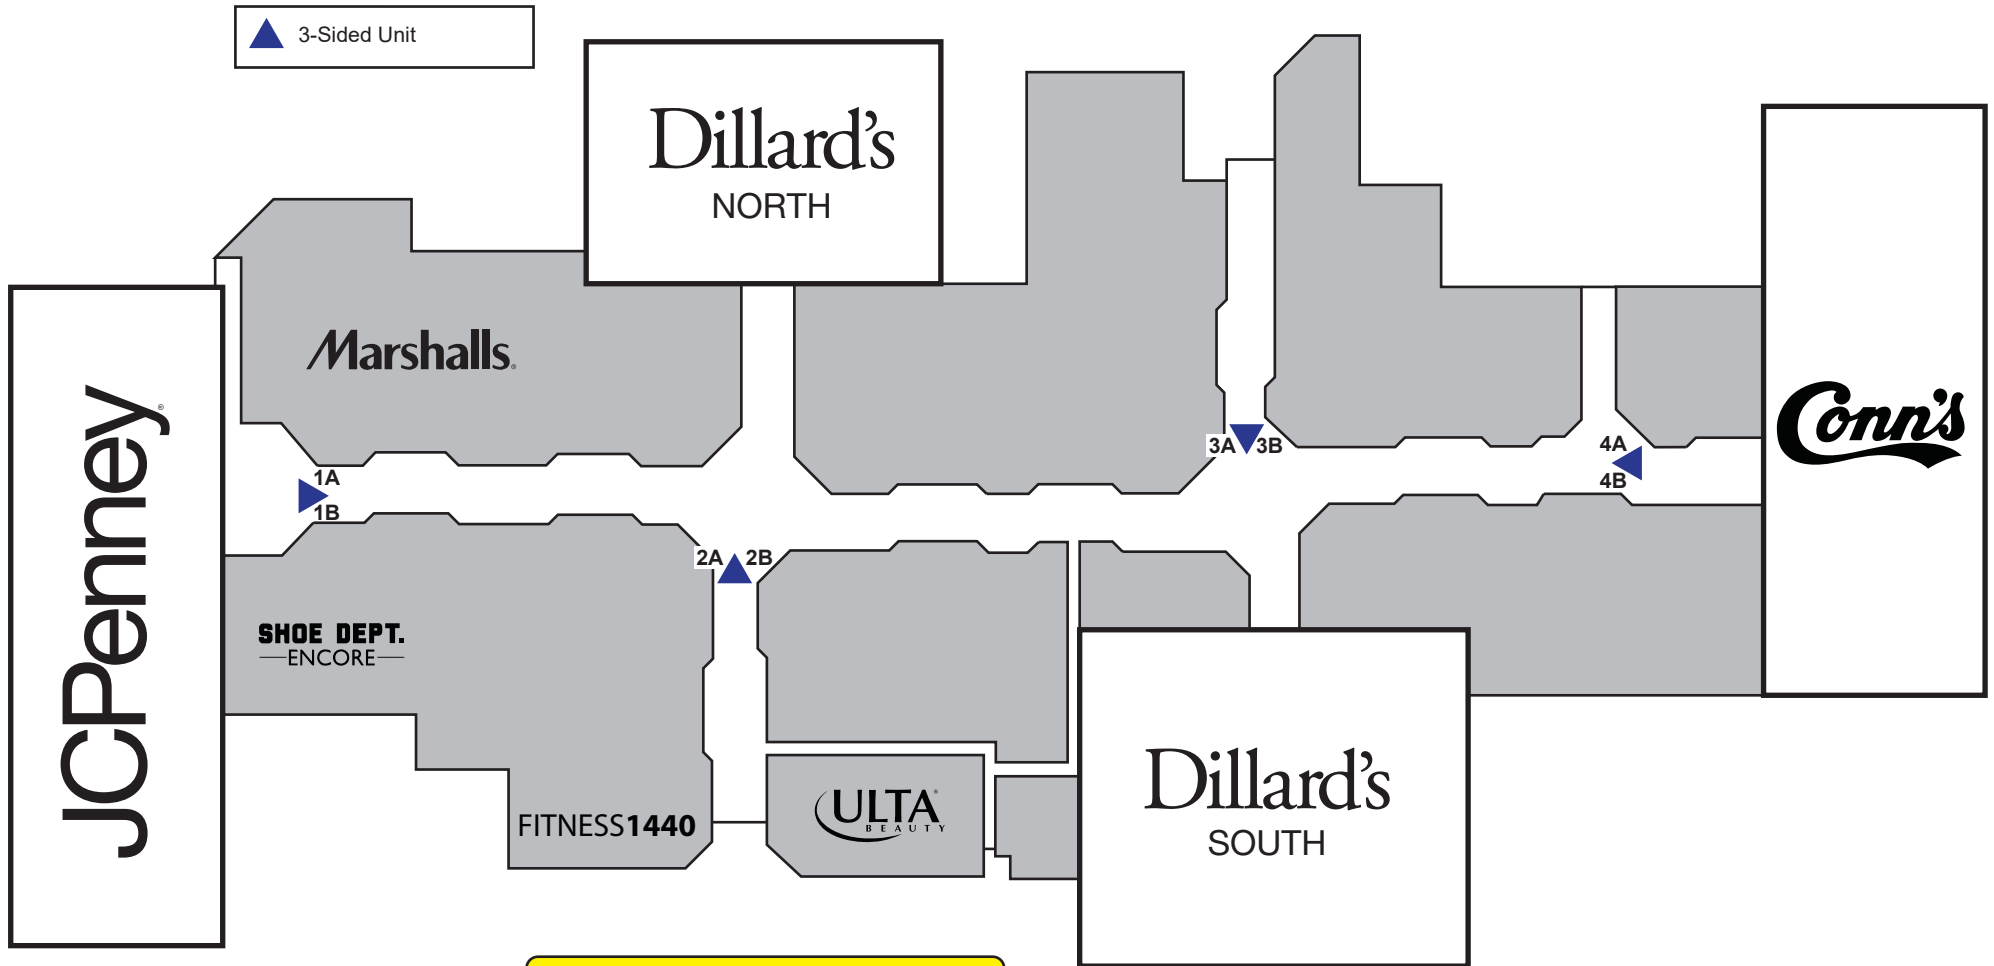 3-Sided Unit
Dillard's
NORTH
Marshalls®
JCPenney®
Conn's
3A 3B
4A
4B
1A
1B
2A 2B
SHOE DEPT.
ENCORE
FITNESS1440
ULTA®
BEAUTY
Dillard's
SOUTH